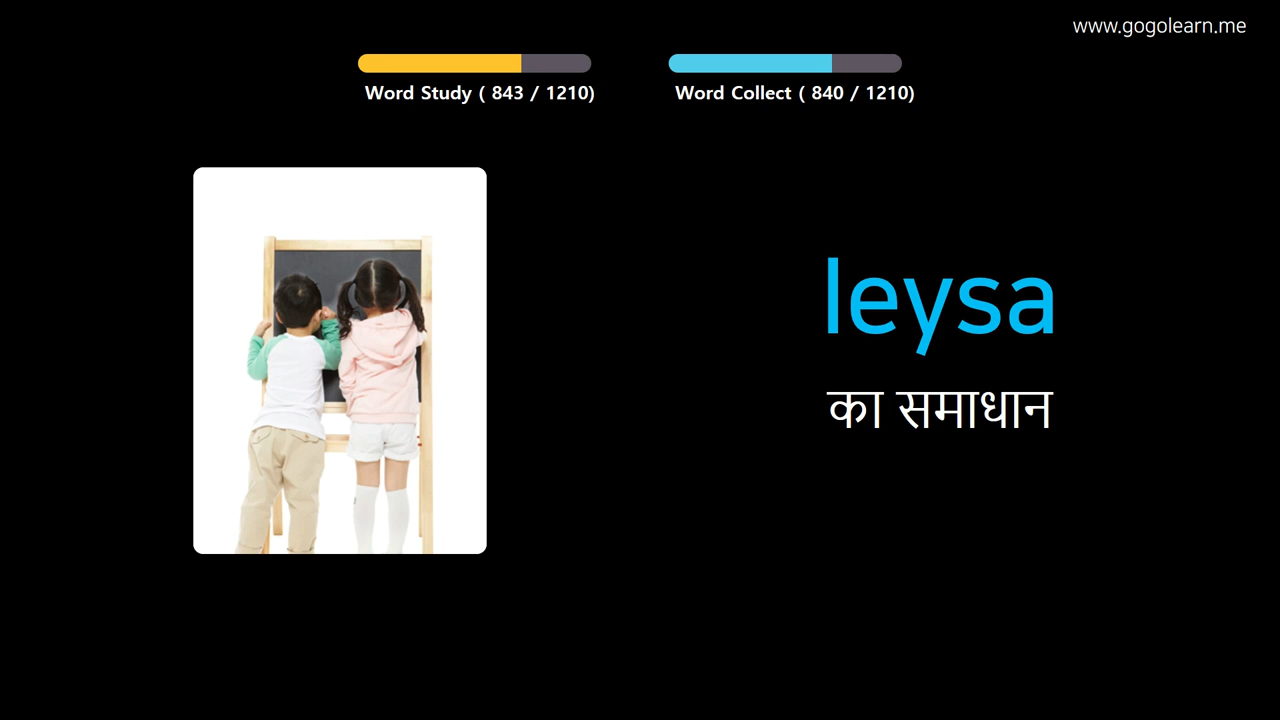 www.gogolearn.me
Word Study ( 843 / 1210)
Word Collect ( 840 / 1210)
leysa
का समाधान